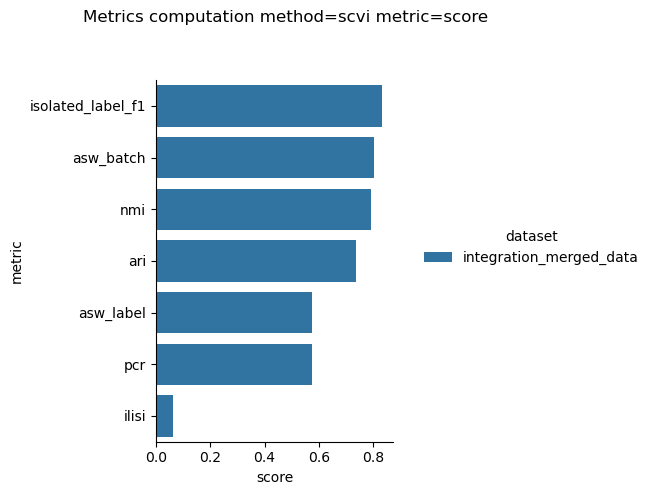 Metrics computation method=scvi metric=score
metric
isolated_label_f1
asw_batch
nmi
ari
asw_label
pcr
ilisi
0.0 0.2 0.4 0.6 0.8
score
dataset
integration_merged_data